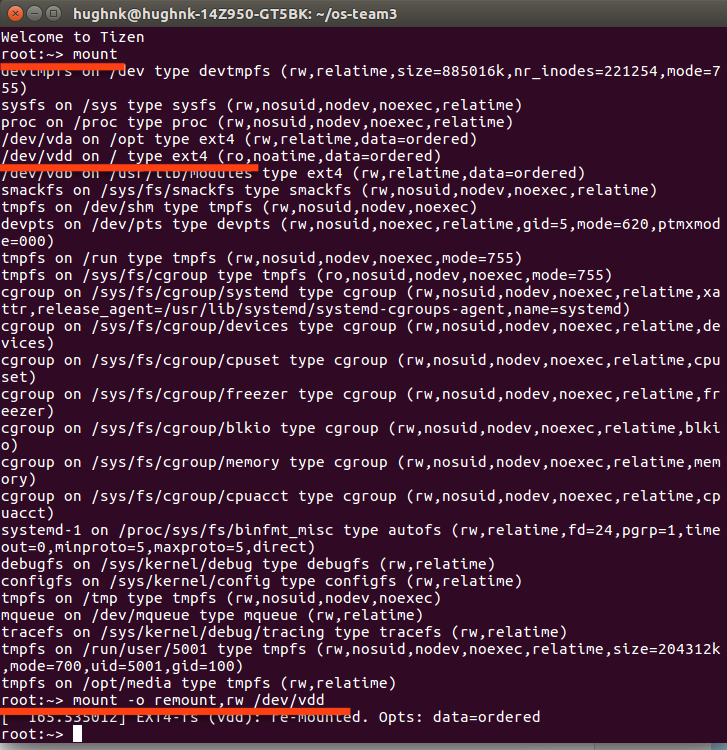 hughnk@hughnk-14Z950-GT5BK: ~/os-team3
Welcome to Tizen
root:~> mount
devtmpfs on /dev type devtmpfs (rw,relatime,size=885016k,nr_inodes=221254,mode=7
55)
sysfs on /sys type sysfs (rw,nosuid,nodev,noexec,relatime)
proc on /proc type proc (rw,nosuid,nodev,noexec,relatime)
/dev/vda on /opt type ext4 (rw,relatime,data=ordered)
/dev/vdd on / type ext4 (ro,noatime,data=ordered)
/dev/vdb on /usr/lib/modules type ext4 (rw,relatime,data=ordered)
smackfs on /sys/fs/smackfs type smackfs (rw,nosuid,nodev,noexec,relatime)
tmpfs on /dev/shm type tmpfs (rw,nosuid,nodev,noexec)
devpts on /dev/pts type devpts (rw,nosuid,noexec,relatime,gid=5,mode=620,ptmxmod
e=000)
tmpfs on /run type tmpfs (rw,nosuid,nodev,noexec,mode=755)
tmpfs on /sys/fs/cgroup type tmpfs (ro,nosuid,nodev,noexec,mode=755)
cgroup on /sys/fs/cgroup/systemd type cgroup (rw,nosuid,nodev,noexec,relatime,xa
ttr,release_agent=/usr/lib/systemd/systemd-cgroups-agent,name=systemd)
cgroup on /sys/fs/cgroup/devices type cgroup (rw,nosuid,nodev,noexec,relatime,de
vices)
cgroup on /sys/fs/cgroup/cpuset type cgroup (rw,nosuid,nodev,noexec,relatime,cpu
set)
cgroup on /sys/fs/cgroup/freezer type cgroup (rw,nosuid,nodev,noexec,relatime,fr
eezer)
cgroup on /sys/fs/cgroup/blkio type cgroup (rw,nosuid,nodev,noexec,relatime,blki
o)
cgroup on /sys/fs/cgroup/memory type cgroup (rw,nosuid,nodev,noexec,relatime,mem
ory)
cgroup on /sys/fs/cgroup/cpuacct type cgroup (rw,nosuid,nodev,noexec,relatime,cp
uacct)
systemd-1 on /proc/sys/fs/binfmt_misc type autofs (rw,relatime,fd=24,pgrp=1,time
out=0,minproto=5,maxproto=5,direct)
debugfs on /sys/kernel/debug type debugfs (rw,relatime)
configfs on /sys/kernel/config type configfs (rw,relatime)
tmpfs on /tmp type tmpfs (rw,nosuid,nodev,noexec)
mqueue on /dev/mqueue type mqueue (rw,relatime)
tracefs on /sys/kernel/debug/tracing type tracefs (rw,relatime)
tmpfs on /run/user/5001 type tmpfs (rw,nosuid,nodev,noexec,relatime,size=204312k
,mode=700,uid=5001,gid=100)
tmpfs on /opt/media type tmpfs (rw,relatime)
root:~> mount -o remount,rw /dev/vdd
[  165.535012] EXT4-fs (vdd): re-mounted. Opts: data=ordered
root:~>